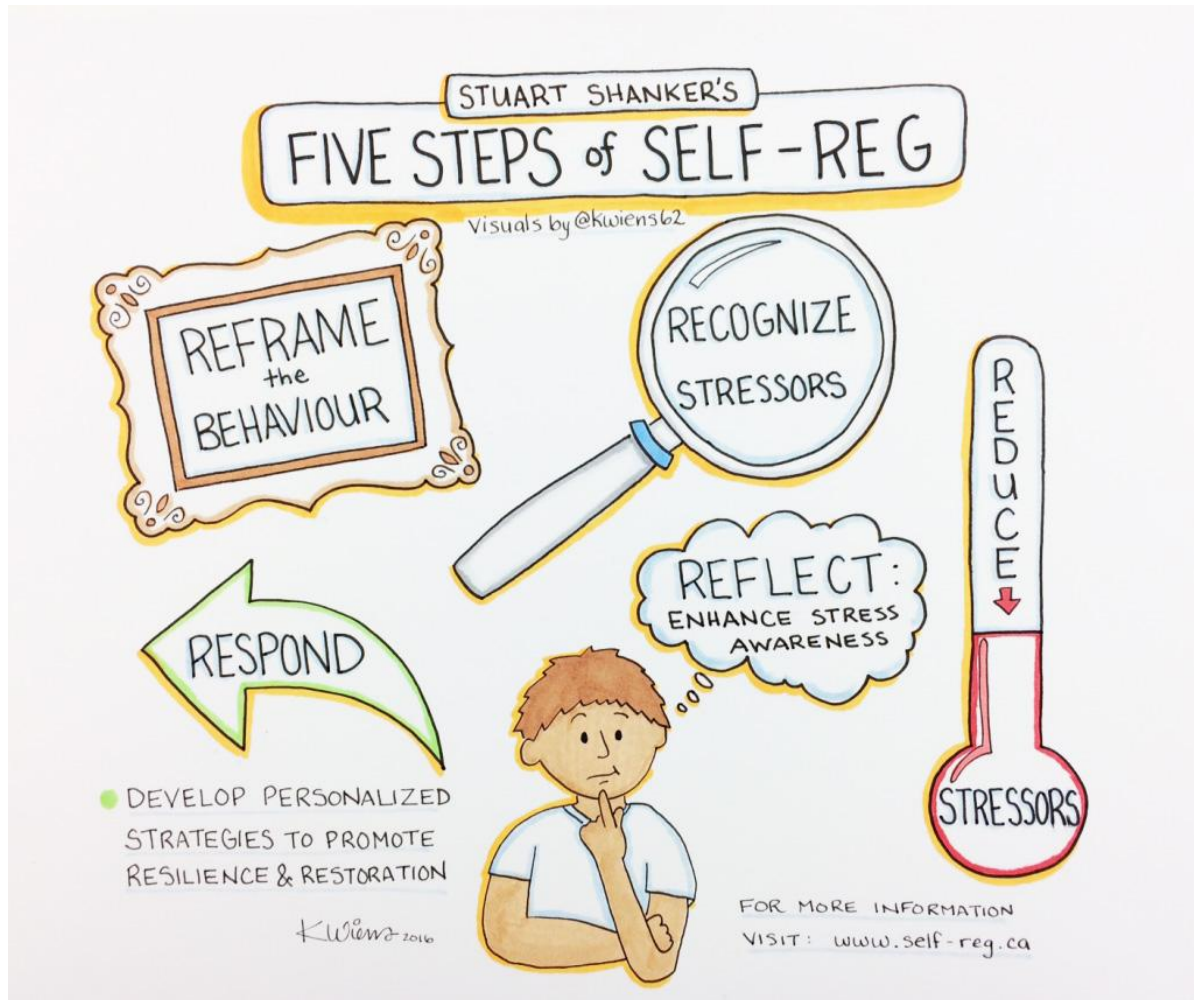 STUART SHANKER'S
FIVE STEPS of SELF-REG
Visuals by @kwiens62
REFRAME
the
BEHAVIOUR
RECOGNIZE
STRESSORS
REDUCE
STRESSORS
REFLECT:
ENHANCE STRESS
AWARENESS
RESPOND
DEVELOP PERSONALIZED
STRATEGIES TO PROMOTE
RESILIENCE & RESTORATION
KWiens 2016
FOR MORE INFORMATION
VISIT: www.self-reg.ca